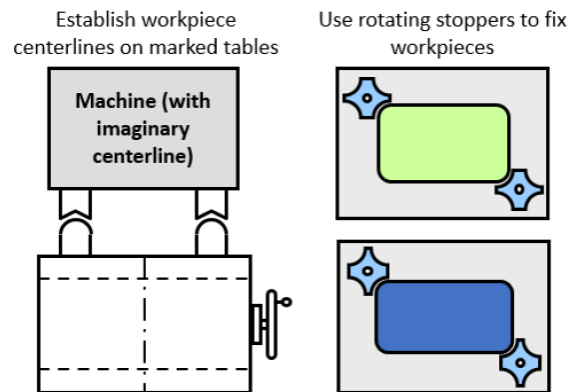 Establish workpiece
centerlines on marked tables
Machine (with
imaginary
centerline)
Use rotating stoppers to fix
workpieces